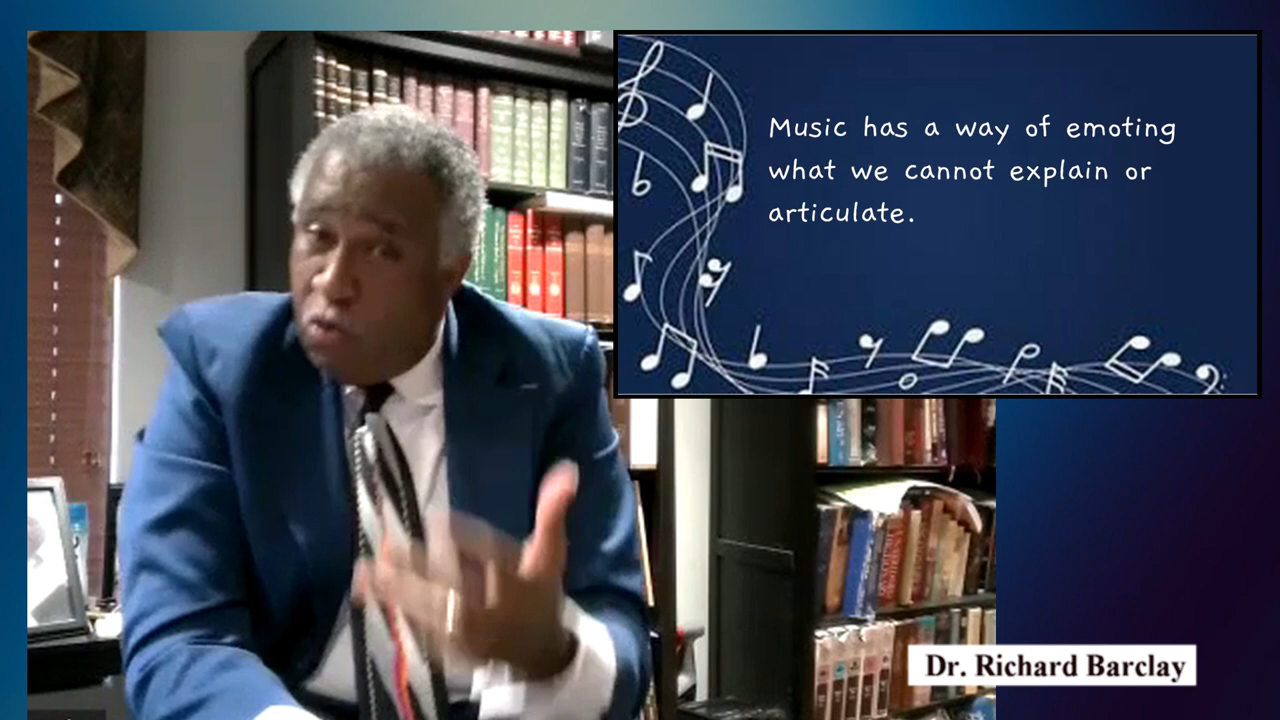 Music has a way of emoting
what we cannot explain or
articulate.
Dr. Richard Barclay